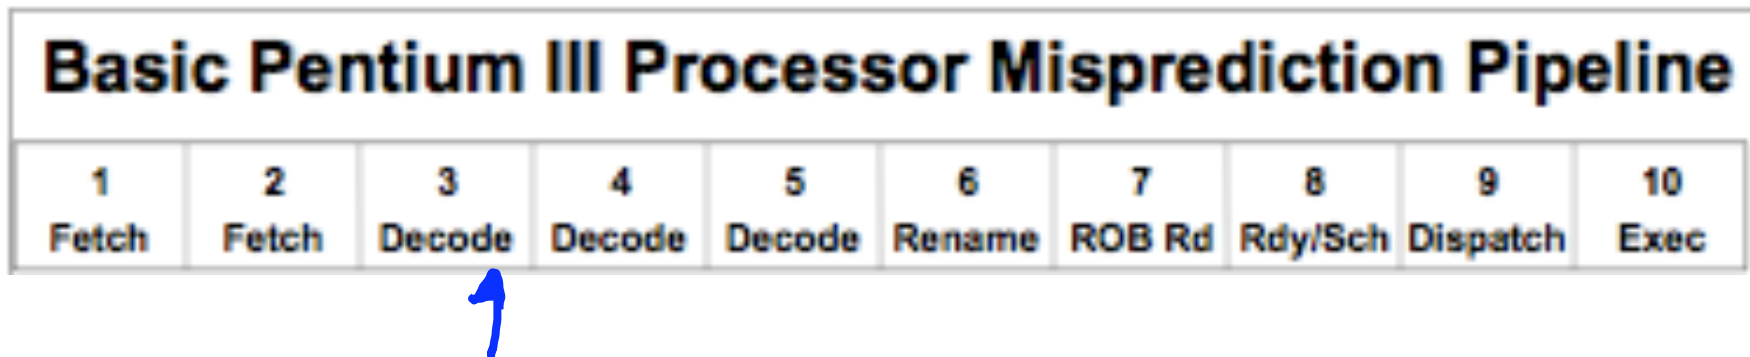 Basic Pentium III Processor Misprediction Pipeline
1 2 3 4 5 6 7 8 9 10
Fetch Fetch Decode Decode Decode Rename ROB Rd Rdy/Sch Dispatch Exec